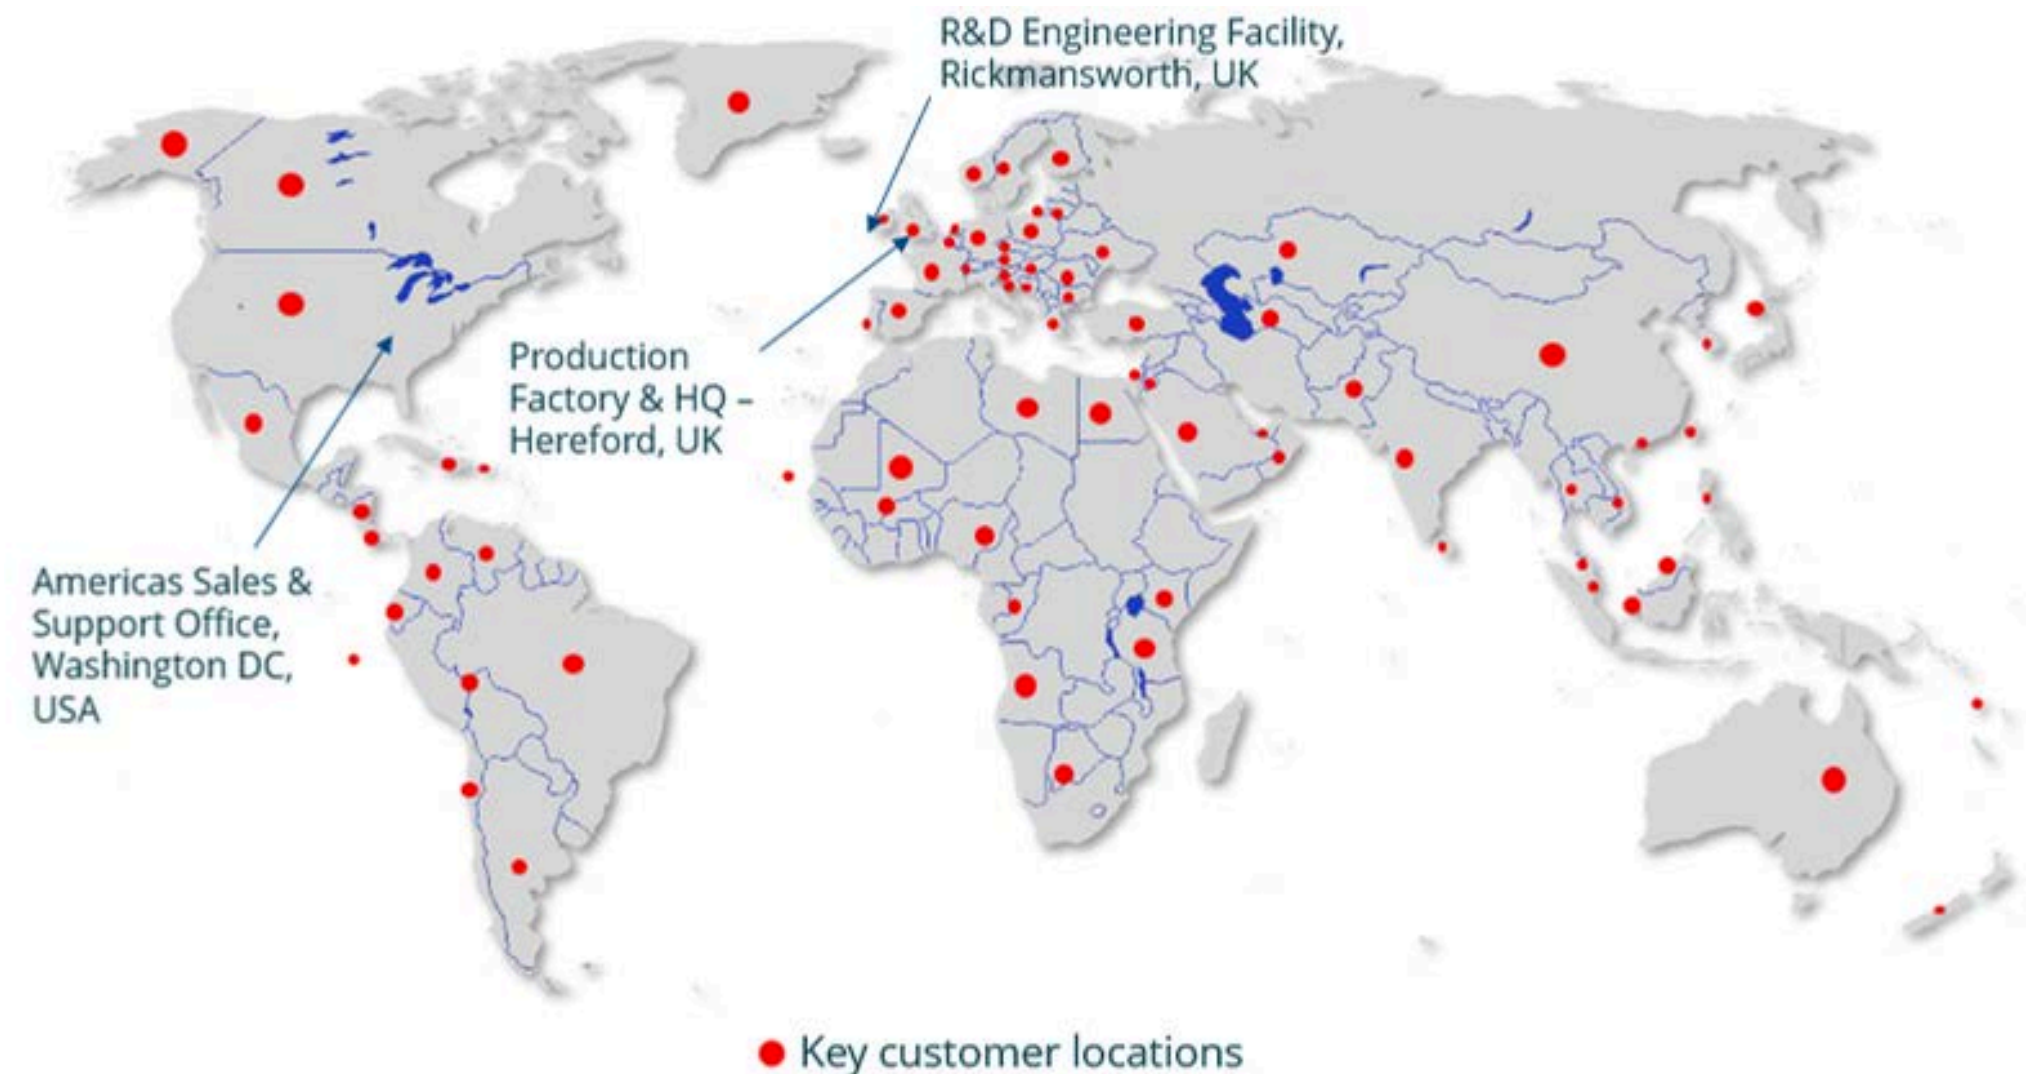 R&D Engineering Facility,
Rickmansworth, UK
Production
Factory & HQ –
Hereford, UK
Americas Sales &
Support Office,
Washington DC,
USA
Key customer locations